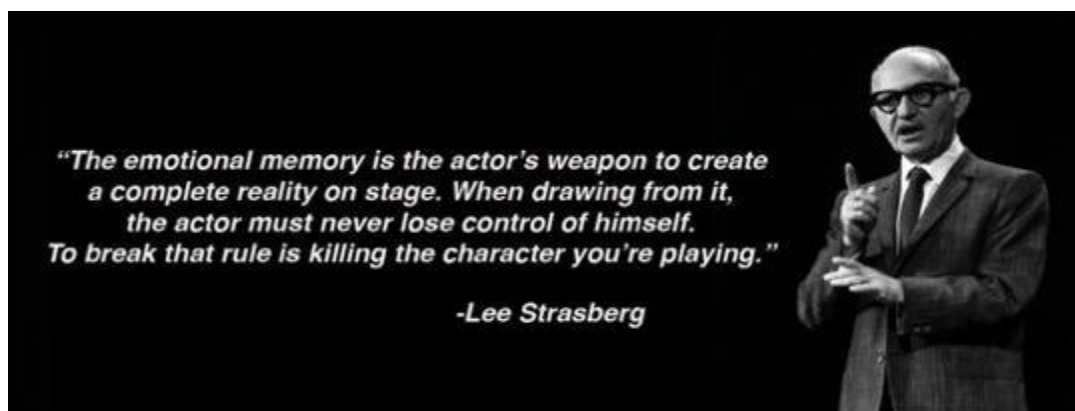 “The emotional memory is the actor’s weapon to create
a complete reality on stage. When drawing from it,
the actor must never lose control of himself.
To break that rule is killing the character you’re playing.”
-Lee Strasberg